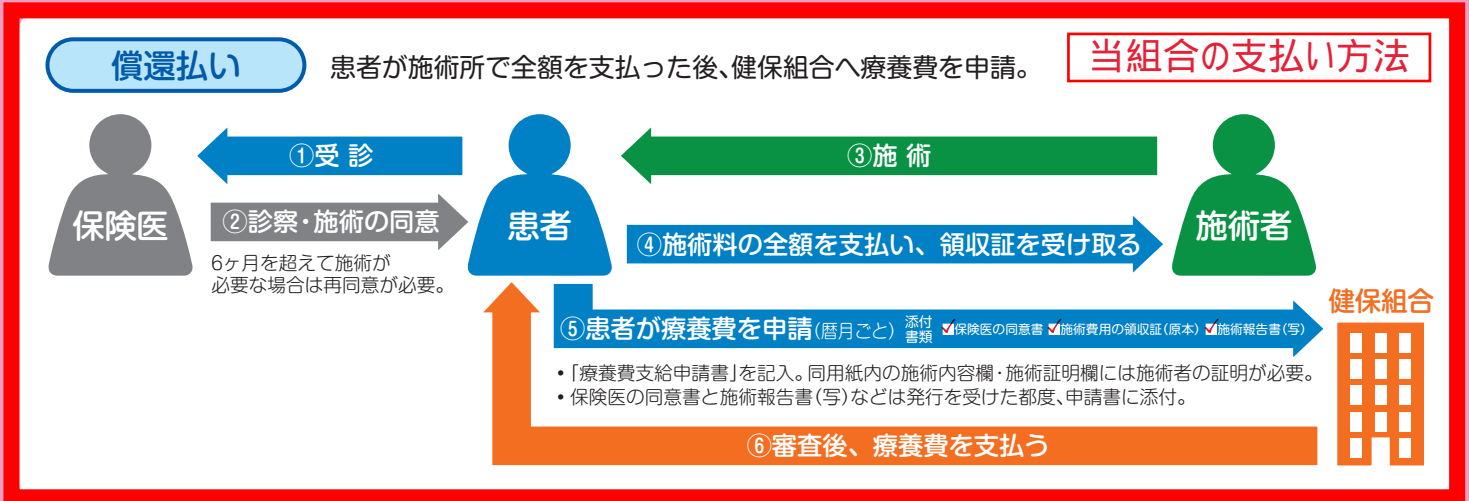 償還払い
患者が施術所で全額を支払った後、健保組合へ療養費を申請。
当組合の支払い方法
①受 診
③施 術
保険医
②診察・施術の同意
患者
施術者
④施術料の全額を支払い、領収証を受け取る
6ヶ月を超えて施術が
必要な場合は再同意が必要。
健保組合
⑤患者が療養費を申請(暦月ごと) 添付書類 ✓保険医の同意書 ✓施術費用の領収証(原本) ✓施術報告書(写)
•「療養費支給申請書」を記入。同用紙内の施術内容欄・施術証明欄には施術者の証明が必要。
•保険医の同意書と施術報告書(写)などは発行を受けた都度、申請書に添付。
⑥審査後、療養費を支払う